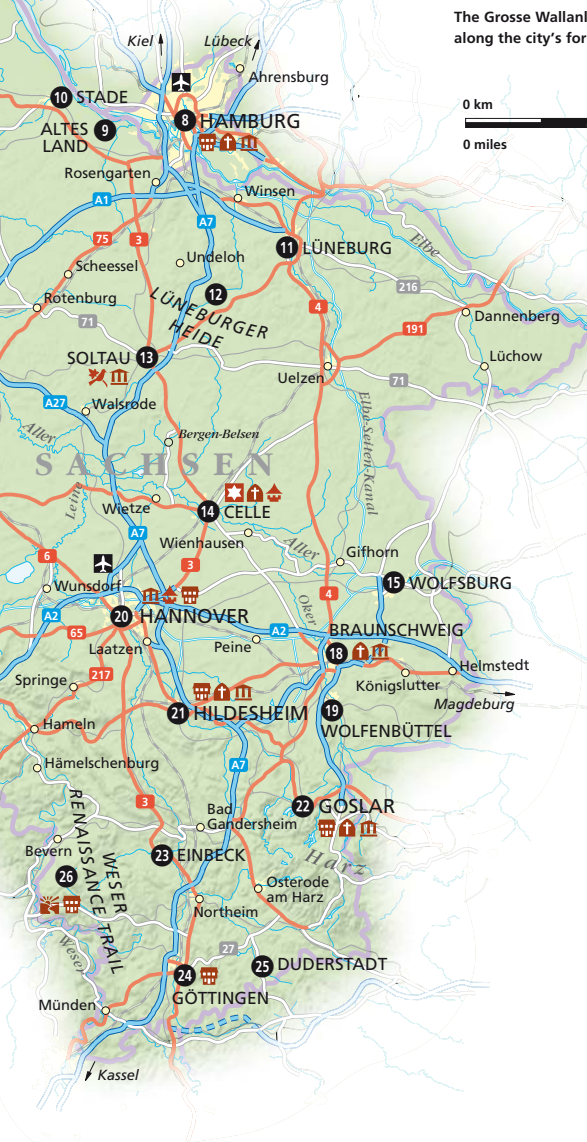 The Grosse Wallanl
along the city's for
0 km
0 miles
Kiel
Lübeck
Ahrensburg
10 STADE
8 HAMBURG
ALTES
LAND
9
Rosengarten
A1
Winsen
A7
75
3
11 LÜNEBURG
Elbe
Scheessel
Undeloh
216
12
LÜNEBURGER
HEIDE
Rotenburg
4
Dannenberg
71
191
SOLTAU 13
Lüchow
Uelzen
71
A27
Walsrode
Elbe-Seiten-Kanal
Aller
Bergen-Belsen
SACHSEN
Leine
Wietze
14 CELLE
A7
Wienhausen
Aller
Gifhorn
6
3
Wunsdorf
15 WOLFSBURG
4
Oker
A2
20 HANNOVER
65
A2
BRAUNSCHWEIG
Laatzen
Peine
18
Helmstedt
217
Springe
Königslutter
Magdeburg
21 HILDESHEIM
19
WOLFENBÜTTEL
Hameln
A7
Hämelschenburg
3
22 GOSLAR
Bad
Gandersheim
Bevern
23 EINBECK
Harz
26
WESER
RENAISSANCE TRAIL
Osterode
am Harz
Northeim
Weser
27
25 DUDERSTADT
24
GÖTTINGEN
Münden
Kassel